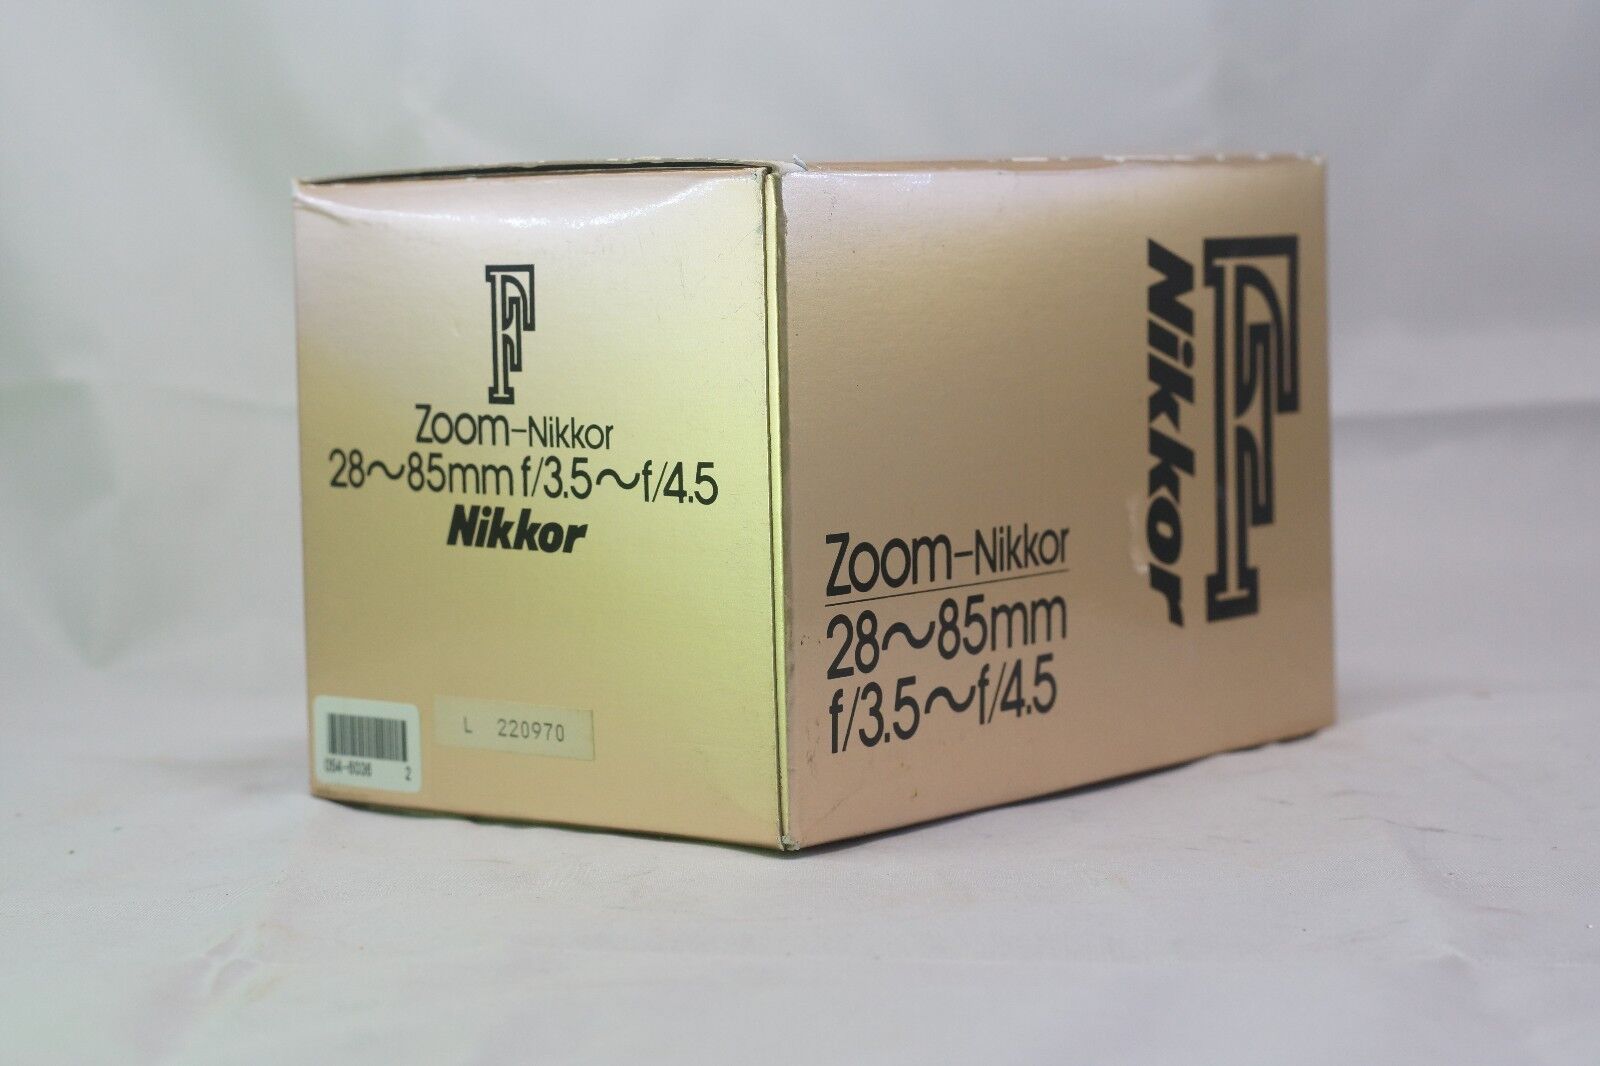 F
Zoom-Nikkor
28～85mm f/3.5～f/4.5
Nikkor
L 220970
2
Zoom-Nikkor
28～85mm
f/3.5～f/4.5
Nikkor
F